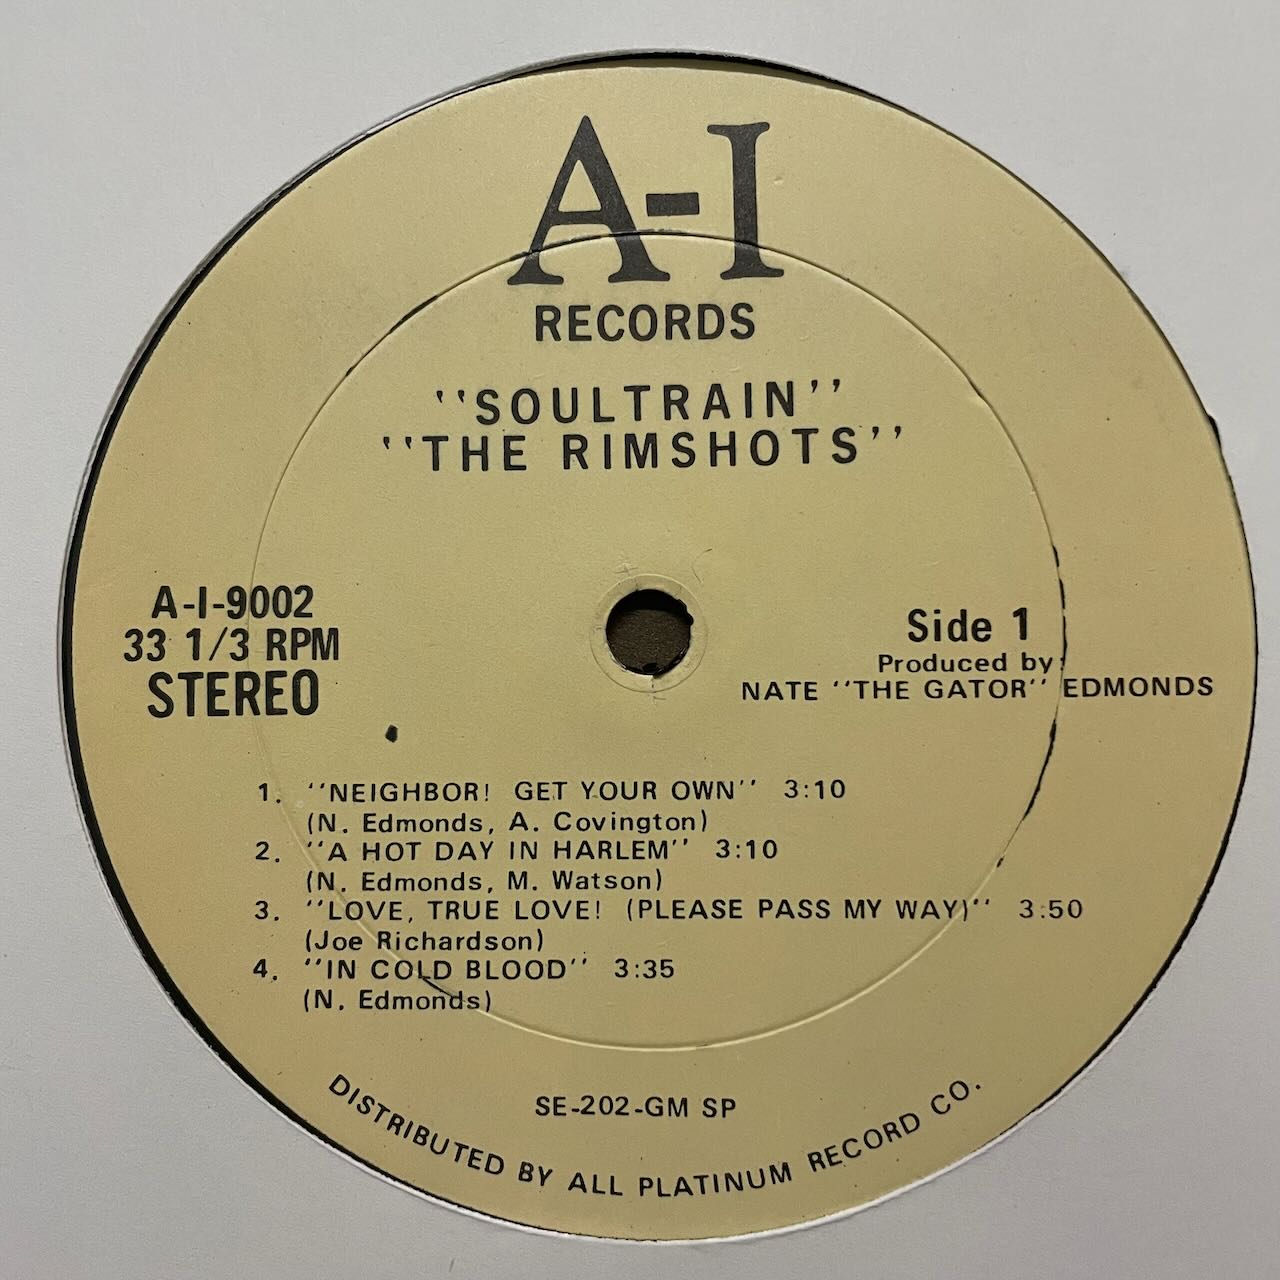 A-I
RECORDS
"SOULTRAIN"
"THE RIMSHOTS"
A-I-9002
33 1/3 RPM
STEREO
Side 1
Produced by:
NATE "THE GATOR" EDMONDS
1. "NEIGHBOR! GET YOUR OWN" 3:10
(N. Edmonds, A. Covington)
2. "A HOT DAY IN HARLEM" 3:10
(N. Edmonds, M. Watson)
3. "LOVE, TRUE LOVE! (PLEASE PASS MY WAY)" 3:50
(Joe Richardson)
4. "IN COLD BLOOD" 3:35
(N. Edmonds)
SE-202-GM SP
DISTRIBUTED BY ALL PLATINUM RECORD CO.